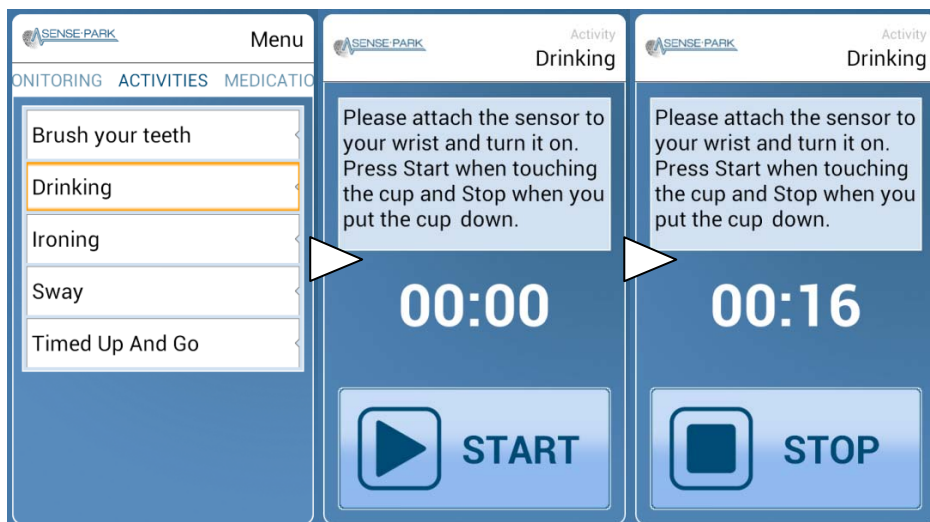 SENSE-PARK
Menu
ONITORING ACTIVITIES MEDICATIO
Brush your teeth
Drinking
Ironing
Sway
Timed Up And Go
SENSE-PARK
Activity
Drinking
Please attach the sensor to
your wrist and turn it on.
Press Start when touching
the cup and Stop when you
put the cup down.
00:00
START
SENSE-PARK
Activity
Drinking
Please attach the sensor to
your wrist and turn it on.
Press Start when touching
the cup and Stop when you
put the cup down.
00:16
STOP